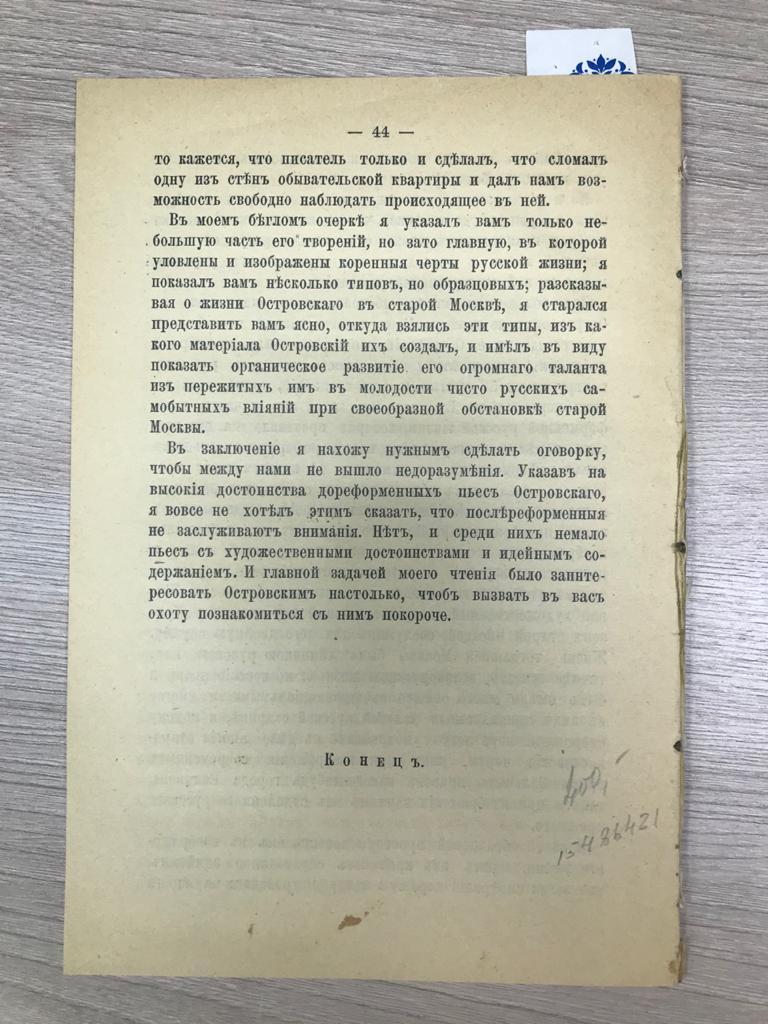 — 44 —
то кажется, что писатель только и сдѣлалъ, что сломалъ
одну изъ стѣнъ обывательской квартиры и далъ намъ воз-
можность свободно наблюдать происходящее въ ней.
Въ моемъ бѣгломъ очеркѣ я указалъ вамъ только не-
большую часть его твореній, но зато главную, въ которой
уловлены и изображены коренныя черты русской жизни; я
показалъ вамъ нѣсколько типовъ, но образцовыхъ; разсказы-
вая о жизни Островскаго въ старой Москвѣ, я старался
представить вамъ ясно, откуда взялись эти типы, изъ ка-
кого матеріала Островскій ихъ создалъ, и имѣлъ въ виду
показать органическое развитіе его огромнаго таланта
изъ пережитыхъ имъ въ молодости чисто русскихъ са-
мобытныхъ вліяній при своеобразной обстановкѣ старой
Москвы.
Въ заключеніе я нахожу нужнымъ сдѣлать оговорку,
чтобы между нами не вышло недоразумѣнія. Указавъ на
высокія достоинства дореформенныхъ пьесъ Островскаго,
я вовсе не хотѣлъ этимъ сказать, что послѣреформенныя
не заслуживаютъ вниманія. Нѣтъ, и среди нихъ немало
пьесъ съ художественными достоинствами и идейнымъ со-
держаніемъ. И главной задачей моего чтенія было заинте-
ресовать Островскимъ настолько, чтобъ вызвать въ васъ
охоту познакомиться съ нимъ покороче.
Конецъ.
400,-
15486421